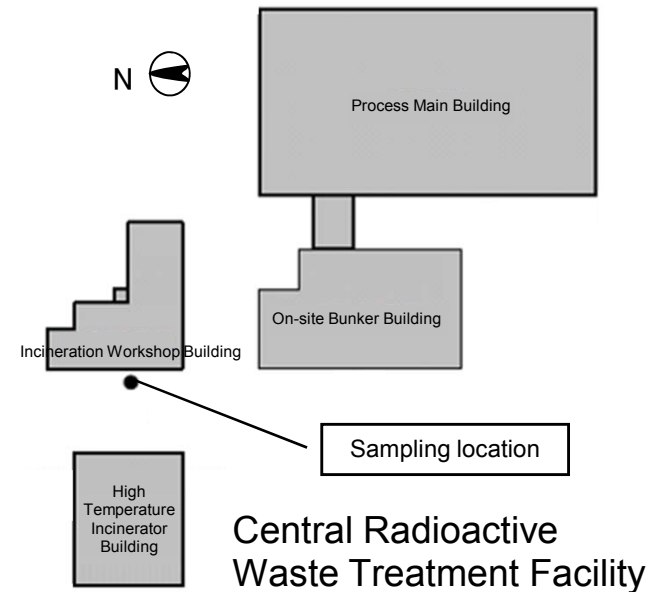 N
Process Main Building
On-site Bunker Building
Incineration Workshop Building
Sampling location
High
Temperature
Incinerator
Building
Central Radioactive
Waste Treatment Facility